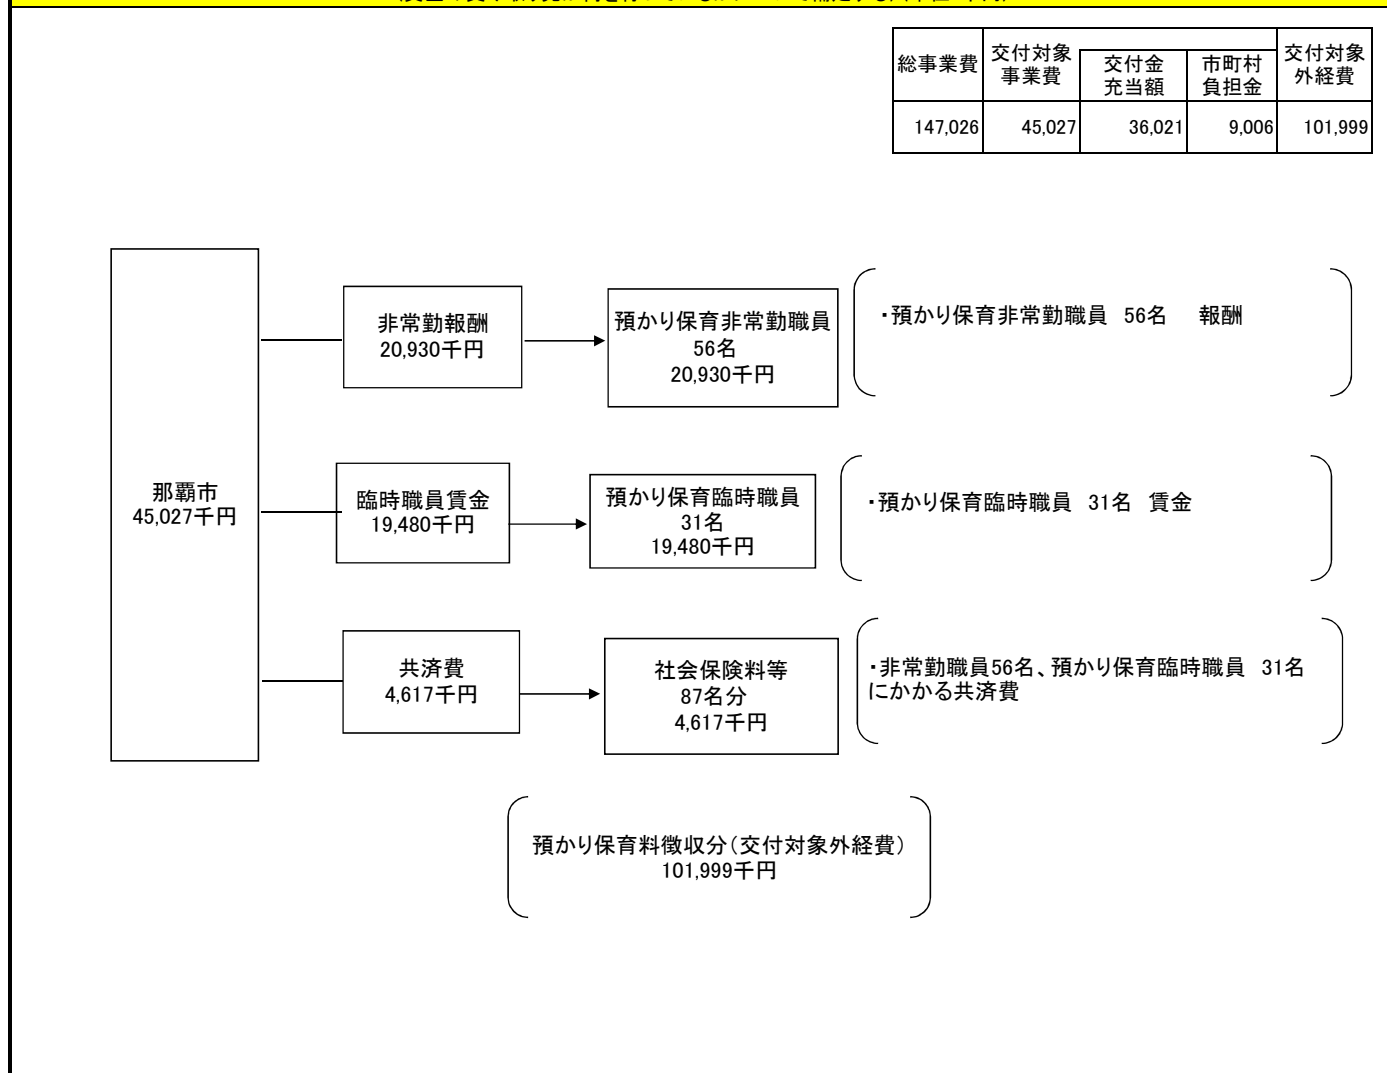 総事業費
交付対象
事業費
交付金
充当額
市町村
負担金
交付対象
外経費
147,026 45,027 36,021 9,006 101,999
那覇市
45,027千円
非常勤報酬
20,930千円
預かり保育非常勤職員
56名
20,930千円
・預かり保育非常勤職員 56名 報酬
臨時職員賃金
19,480千円
預かり保育臨時職員
31名
19,480千円
・預かり保育臨時職員 31名 賃金
共済費
4,617千円
社会保険料等
87名分
4,617千円
・非常勤職員56名、預かり保育臨時職員 31名
にかかる共済費
預かり保育料徴収分（交付対象外経費）
101,999千円